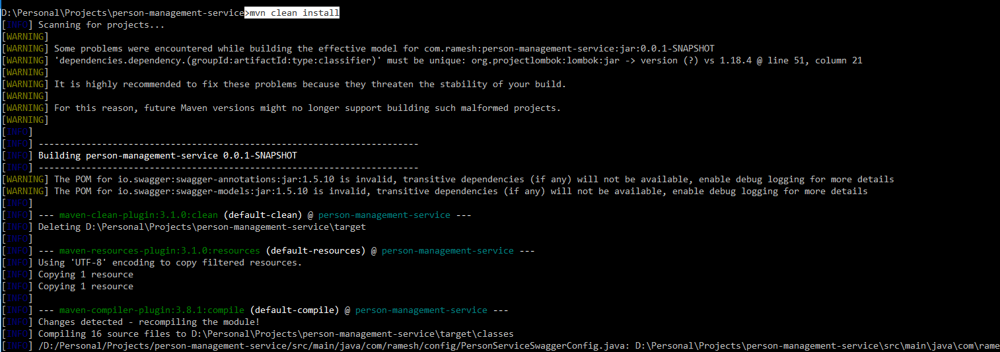 D:\Personal\Projects\person-management-service>mvn clean install
[INFO] Scanning for projects...
[WARNING]
[WARNING] Some problems were encountered while building the effective model for com.ramesh:person-management-service:jar:0.0.1-SNAPSHOT
[WARNING] 'dependencies.dependency.(groupId:artifactId:type:classifier)' must be unique: org.projectlombok:lombok:jar -> version (?) vs 1.18.4 @ line 51, column 21
[WARNING]
[WARNING] It is highly recommended to fix these problems because they threaten the stability of your build.
[WARNING]
[WARNING] For this reason, future Maven versions might no longer support building such malformed projects.
[WARNING]
[INFO]
[INFO] ------------------------------------------------------------------------
[INFO] Building person-management-service 0.0.1-SNAPSHOT
[INFO] ------------------------------------------------------------------------
[WARNING] The POM for io.swagger:swagger-annotations:jar:1.5.10 is invalid, transitive dependencies (if any) will not be available, enable debug logging for more details
[WARNING] The POM for io.swagger:swagger-models:jar:1.5.10 is invalid, transitive dependencies (if any) will not be available, enable debug logging for more details
[INFO]
[INFO] --- maven-clean-plugin:3.1.0:clean (default-clean) @ person-management-service ---
[INFO] Deleting D:\Personal\Projects\person-management-service\target
[INFO]
[INFO] --- maven-resources-plugin:3.1.0:resources (default-resources) @ person-management-service ---
[INFO] Using 'UTF-8' encoding to copy filtered resources.
[INFO] Copying 1 resource
[INFO] Copying 1 resource
[INFO]
[INFO] --- maven-compiler-plugin:3.8.1:compile (default-compile) @ person-management-service ---
[INFO] Changes detected - recompiling the module!
[INFO] Compiling 16 source files to D:\Personal\Projects\person-management-service\target\classes
[INFO] /D:/Personal/Projects/person-management-service/src/main/java/com/ramesh/config/PersonServiceSwaggerConfig.java: D:\Personal\Projects\person-management-service\src\main\java\com\rame